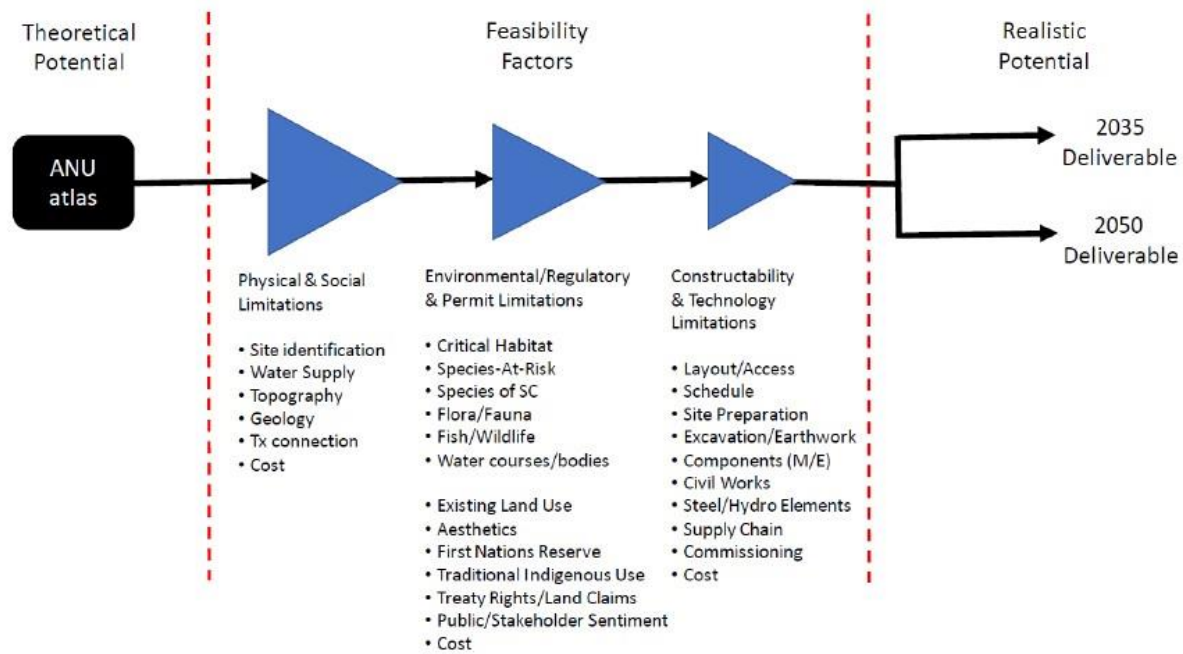 Theoretical
Potential
Feasibility
Factors
Realistic
Potential
ANU
atlas
2035
Deliverable
2050
Deliverable
Physical & Social
Limitations
• Site identification
• Water Supply
• Topography
• Geology
• Tx connection
• Cost
Environmental/Regulatory
& Permit Limitations
• Critical Habitat
• Species-At-Risk
• Species of SC
• Flora/Fauna
• Fish/Wildlife
• Water courses/bodies
• Existing Land Use
• Aesthetics
• First Nations Reserve
• Traditional Indigenous Use
• Treaty Rights/Land Claims
• Public/Stakeholder Sentiment
• Cost
Constructability
& Technology
Limitations
• Layout/Access
• Schedule
• Site Preparation
• Excavation/Earthwork
• Components (M/E)
• Civil Works
• Steel/Hydro Elements
• Supply Chain
• Commissioning
• Cost